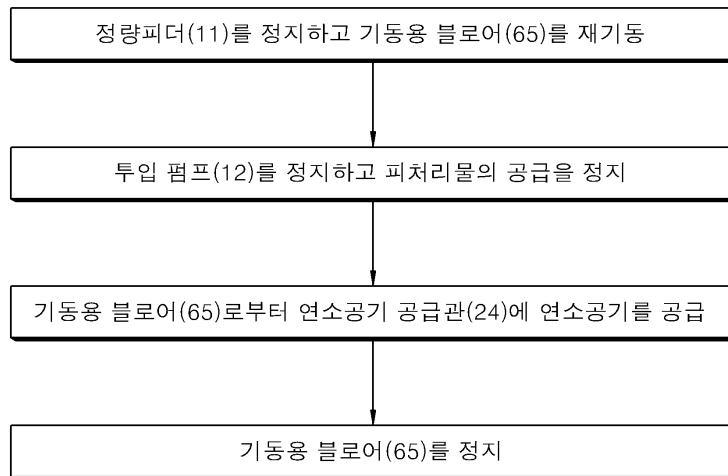 정량피더(11)를 정지하고 기동용 블로어(65)를 재기동
투입 펌프(12)를 정지하고 피처리물의 공급을 정지
기동용 블로어(65)로부터 연소공기 공급관(24)에 연소공기를 공급
기동용 블로어(65)를 정지